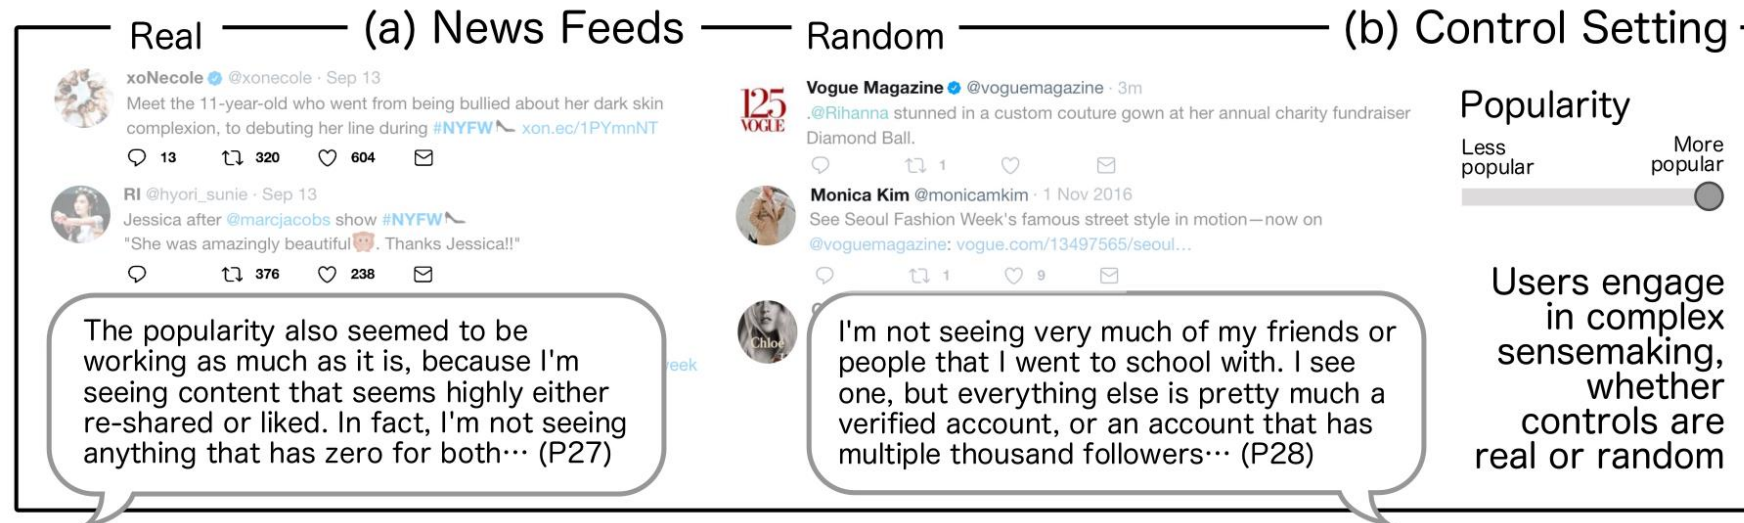 Real
(a) News Feeds
Random
(b) Control Setting
xoNecole @xonecole · Sep 13
Meet the 11-year-old who went from being bullied about her dark skin
complexion, to debuting her line during #NYFW xon.ec/1PYmnNT
13 320 604
RI @hyori_sunie · Sep 13
Jessica after @marcjacobs show #NYFW
"She was amazingly beautiful. Thanks Jessica!!"
376 238
eek
The popularity also seemed to be
working as much as it is, because I'm
seeing content that seems highly either
re-shared or liked. In fact, I'm not seeing
anything that has zero for both… (P27)
125
VOGUE
Vogue Magazine @voguemagazine · 3m
.@Rihanna stunned in a custom couture gown at her annual charity fundraiser
Diamond Ball.
1
Monica Kim @monicamkim · 1 Nov 2016
See Seoul Fashion Week's famous street style in motion—now on
@voguemagazine: vogue.com/13497565/seoul...
1 9
Chloé
I'm not seeing very much of my friends or
people that I went to school with. I see
one, but everything else is pretty much a
verified account, or an account that has
multiple thousand followers… (P28)
Popularity
Less
popular
More
popular
Users engage
in complex
sensemaking,
whether
controls are
real or random